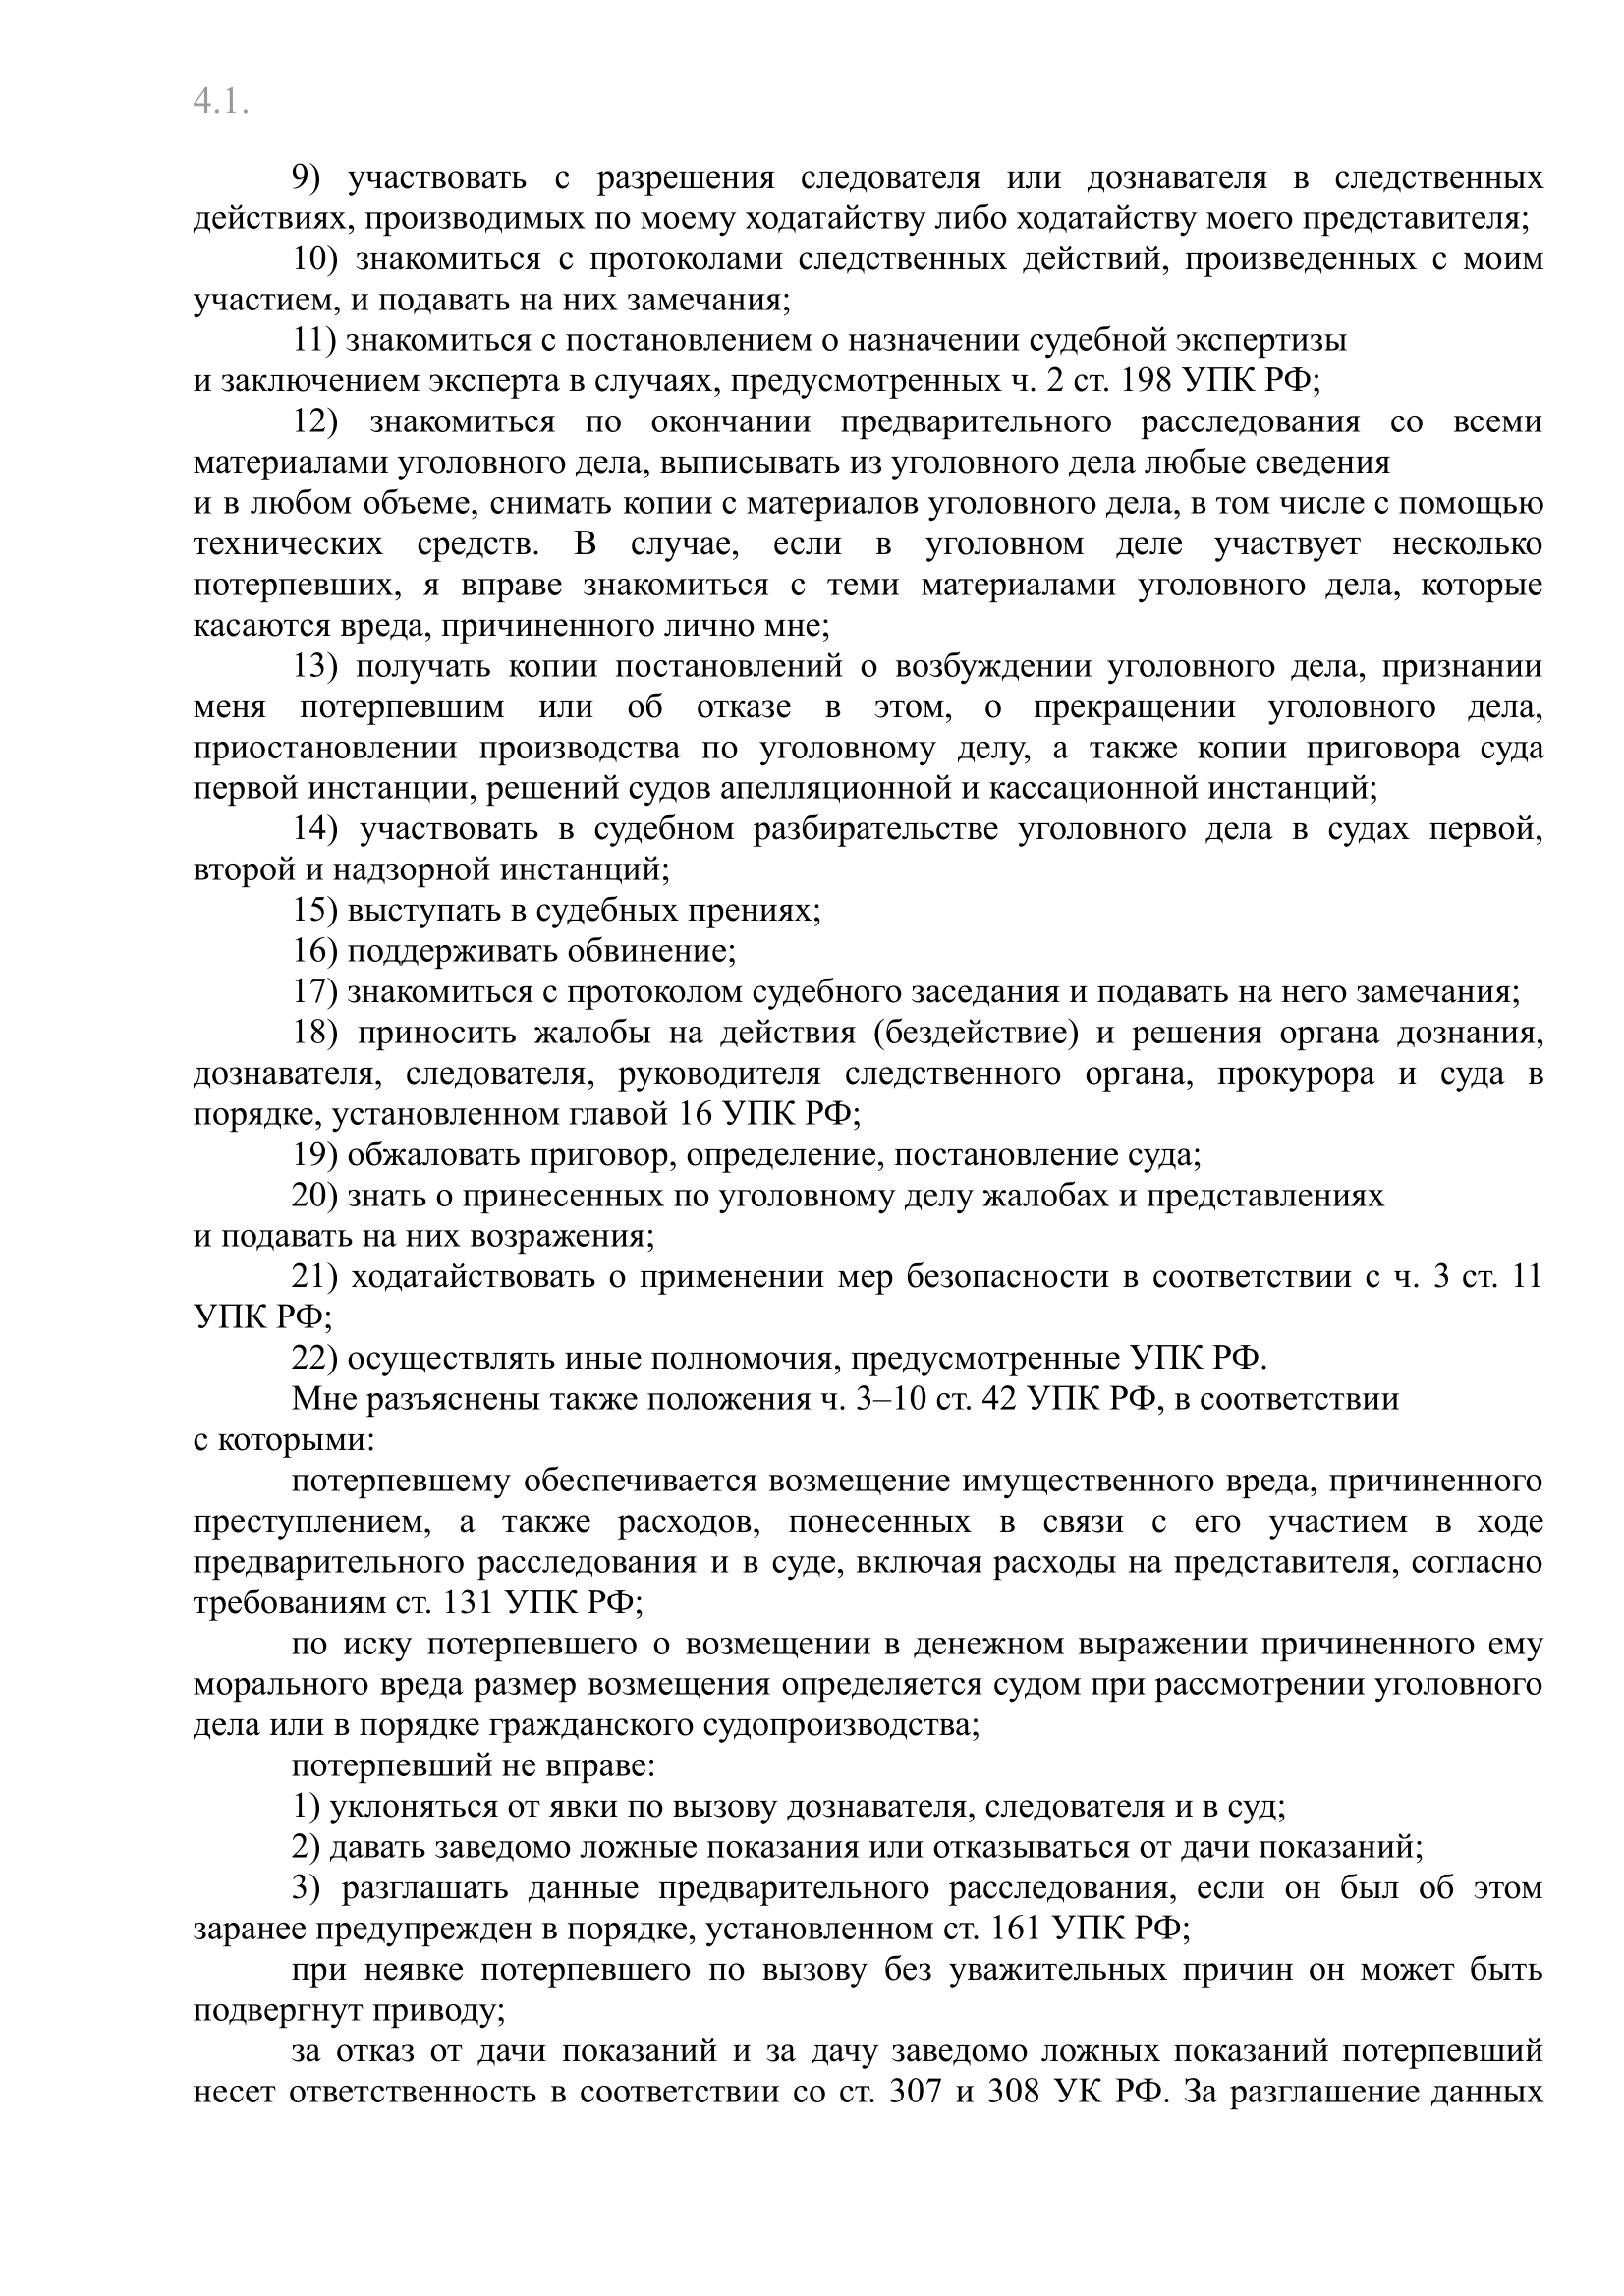 4.1.
9) участвовать с разрешения следователя или дознавателя в следственных
действиях, производимых по моему ходатайству либо ходатайству моего представителя;
10) знакомиться с протоколами следственных действий, произведенных с моим
участием, и подавать на них замечания;
11) знакомиться с постановлением о назначении судебной экспертизы
и заключением эксперта в случаях, предусмотренных ч. 2 ст. 198 УПК РФ;
12) знакомиться по окончании предварительного расследования со всеми
материалами уголовного дела, выписывать из уголовного дела любые сведения
и в любом объеме, снимать копии с материалов уголовного дела, в том числе с помощью
технических средств. В случае, если в уголовном деле участвует несколько
потерпевших, я вправе знакомиться с теми материалами уголовного дела, которые
касаются вреда, причиненного лично мне;
13) получать копии постановлений о возбуждении уголовного дела, признании
меня потерпевшим или об отказе в этом, о прекращении уголовного дела,
приостановлении производства по уголовному делу, а также копии приговора суда
первой инстанции, решений судов апелляционной и кассационной инстанций;
14) участвовать в судебном разбирательстве уголовного дела в судах первой,
второй и надзорной инстанций;
15) выступать в судебных прениях;
16) поддерживать обвинение;
17) знакомиться с протоколом судебного заседания и подавать на него замечания;
18) приносить жалобы на действия (бездействие) и решения органа дознания,
дознавателя, следователя, руководителя следственного органа, прокурора и суда в
порядке, установленном главой 16 УПК РФ;
19) обжаловать приговор, определение, постановление суда;
20) знать о принесенных по уголовному делу жалобах и представлениях
и подавать на них возражения;
21) ходатайствовать о применении мер безопасности в соответствии с ч. 3 ст. 11
УПК РФ;
22) осуществлять иные полномочия, предусмотренные УПК РФ.
Мне разъяснены также положения ч. 3–10 ст. 42 УПК РФ, в соответствии
с которыми:
потерпевшему обеспечивается возмещение имущественного вреда, причиненного
преступлением, а также расходов, понесенных в связи с его участием в ходе
предварительного расследования и в суде, включая расходы на представителя, согласно
требованиям ст. 131 УПК РФ;
по иску потерпевшего о возмещении в денежном выражении причиненного ему
морального вреда размер возмещения определяется судом при рассмотрении уголовного
дела или в порядке гражданского судопроизводства;
потерпевший не вправе:
1) уклоняться от явки по вызову дознавателя, следователя и в суд;
2) давать заведомо ложные показания или отказываться от дачи показаний;
3) разглашать данные предварительного расследования, если он был об этом
заранее предупрежден в порядке, установленном ст. 161 УПК РФ;
при неявке потерпевшего по вызову без уважительных причин он может быть
подвергнут приводу;
за отказ от дачи показаний и за дачу заведомо ложных показаний потерпевший
несет ответственность в соответствии со ст. 307 и 308 УК РФ. За разглашение данных